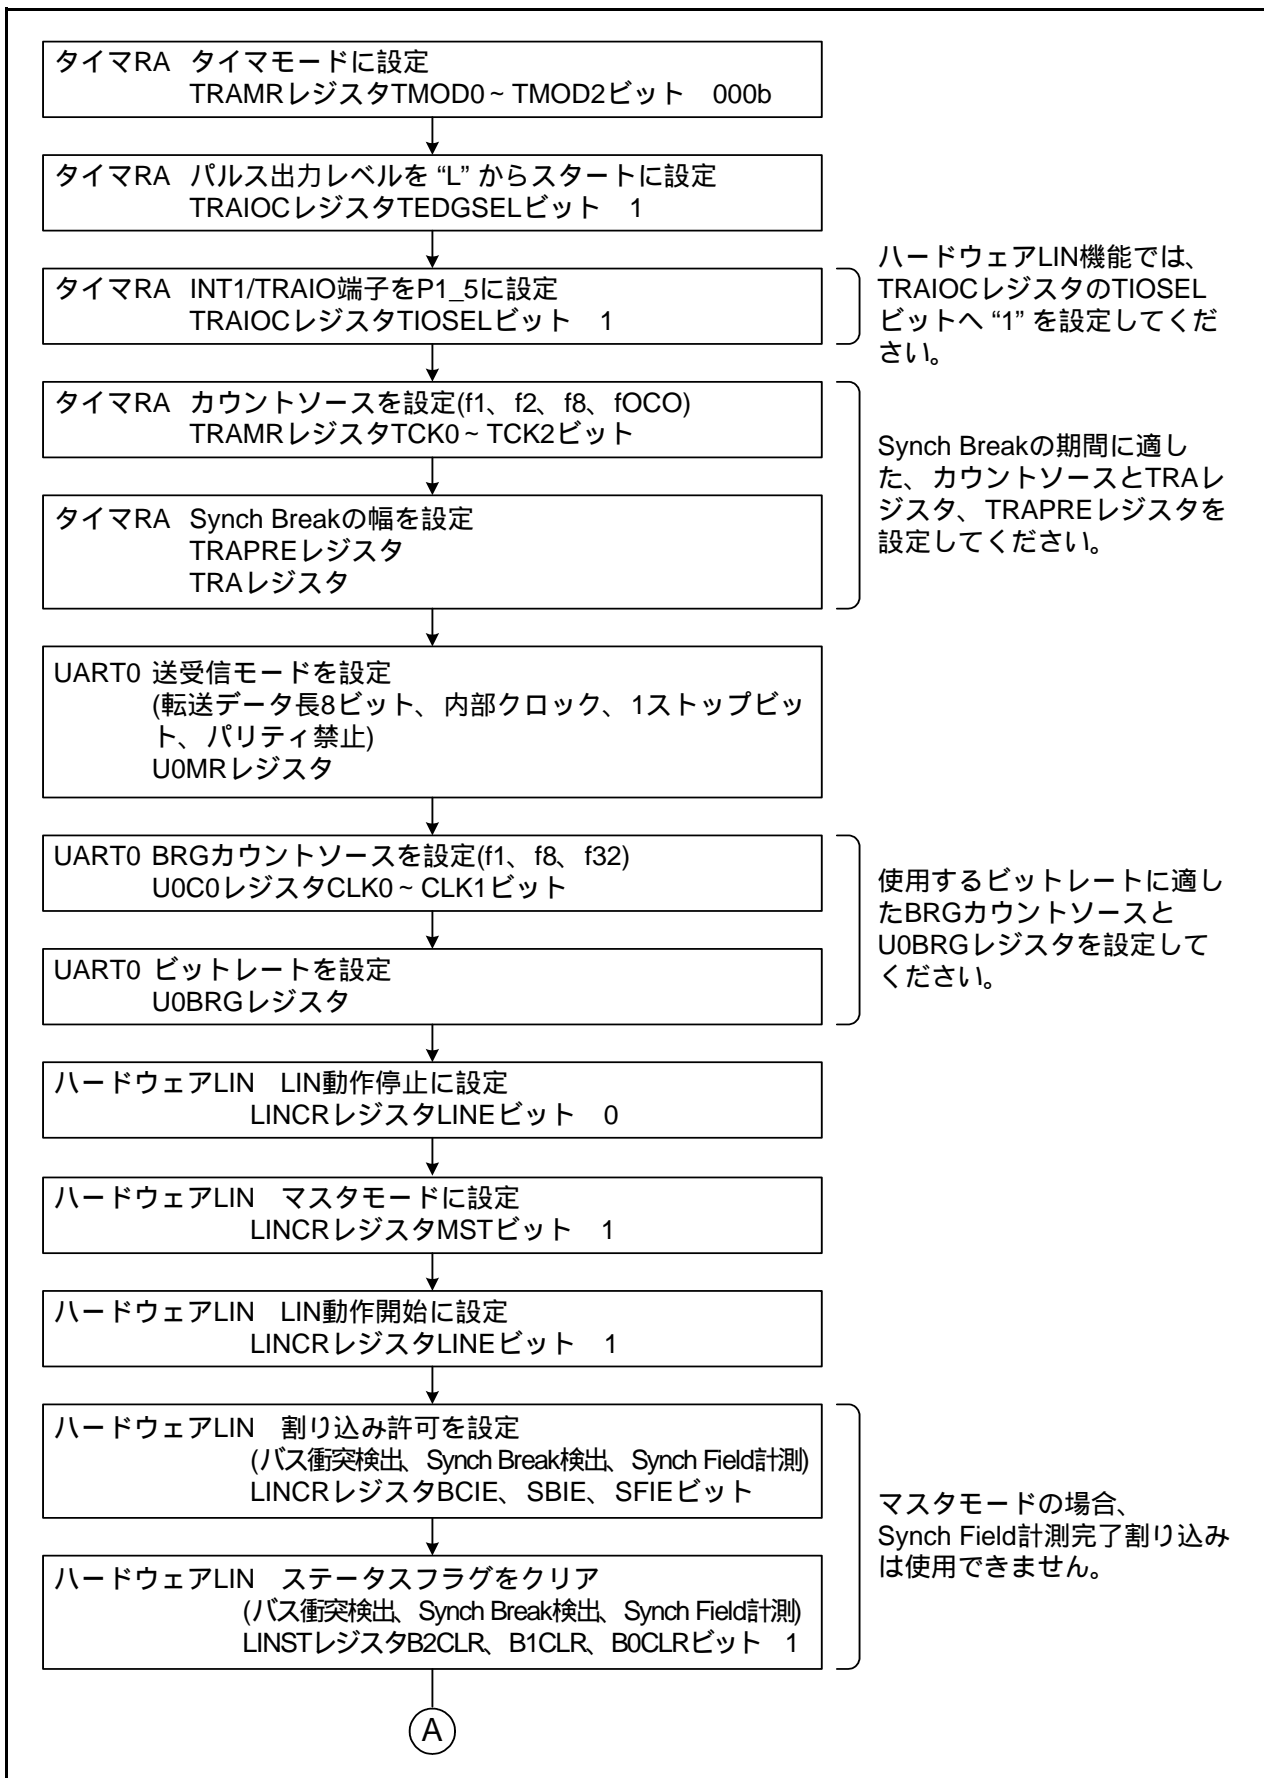 タイマRA タイマモードに設定
TRAMRレジスタTMOD0~TMOD2ビット 000b
タイマRA パルス出力レベルを “L” からスタートに設定
TRAIOCレジスタTEDGSELビット 1
タイマRA INT1/TRAIO端子をP1_5に設定
TRAIOCレジスタTIOSELビット 1
ハードウェアLIN機能では、
TRAIOCレジスタのTIOSEL
ビットへ “1” を設定してくだ
さい。
タイマRA カウントソースを設定(f1、f2、f8、fOCO)
TRAMRレジスタTCK0~TCK2ビット
タイマRA Synch Breakの幅を設定
TRAPREレジスタ
TRAレジスタ
Synch Breakの期間に適し
た、カウントソースとTRAレ
ジスタ、TRAPREレジスタを
設定してください。
UART0 送受信モードを設定
(転送データ長8ビット、内部クロック、1ストップビッ
ト、パリティ禁止)
U0MRレジスタ
UART0 BRGカウントソースを設定(f1、f8、f32)
U0C0レジスタCLK0~CLK1ビット
UART0 ビットレートを設定
U0BRGレジスタ
使用するビットレートに適し
たBRGカウントソースと
U0BRGレジスタを設定して
ください。
ハードウェアLIN LIN動作停止に設定
LINCRレジスタLINEビット 0
ハードウェアLIN マスタモードに設定
LINCRレジスタMSTビット 1
ハードウェアLIN LIN動作開始に設定
LINCRレジスタLINEビット 1
ハードウェアLIN 割り込み許可を設定
(バス衝突検出、Synch Break検出、Synch Field計測)
LINCRレジスタBCIE、SBIE、SFIEビット
ハードウェアLIN ステータスフラグをクリア
(バス衝突検出、Synch Break検出、Synch Field計測)
LINSTレジスタB2CLR、B1CLR、B0CLRビット 1
マスタモードの場合、
Synch Field計測完了割り込み
は使用できません。
A